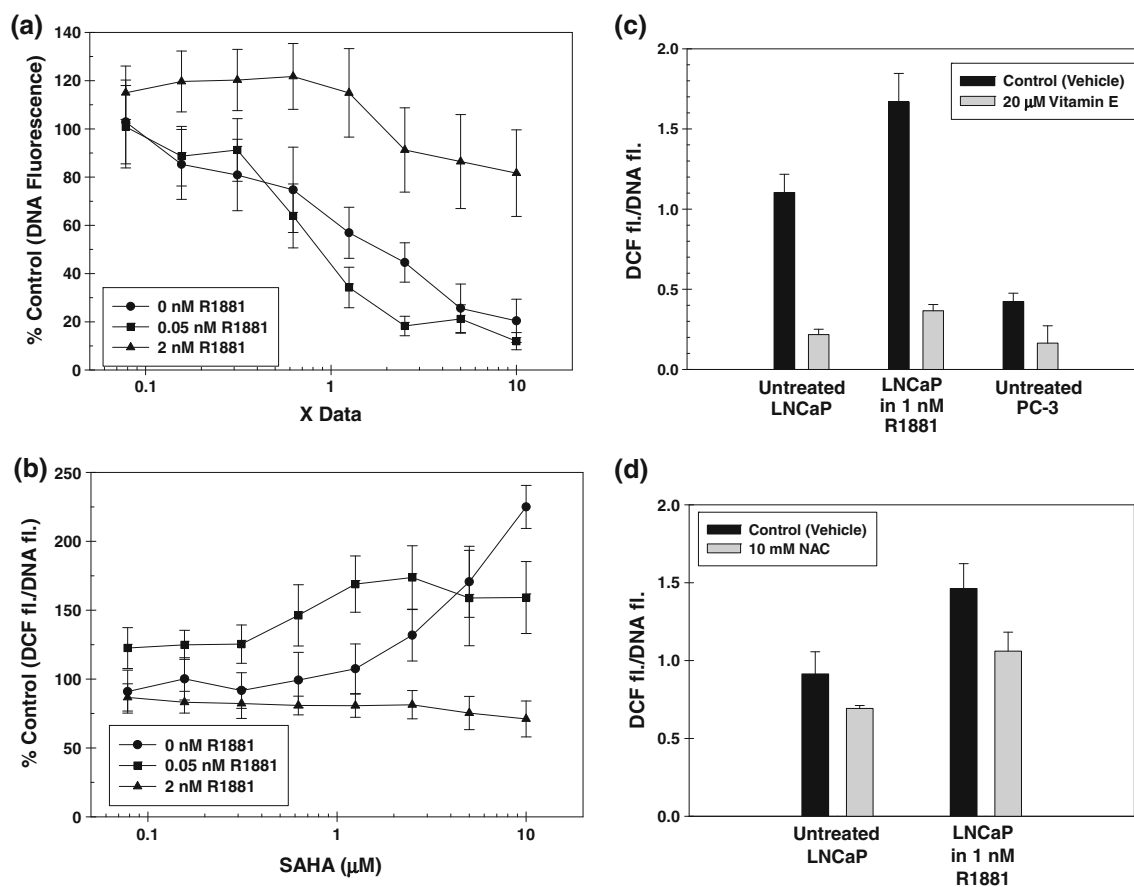 (a)
140
120
100
80
60
40
20
0
% Control (DNA Fluorescence)
0 nM R1881
0.05 nM R1881
2 nM R1881
0.1
1
10
X Data
(b)
250
200
150
100
50
0
% Control (DCF fl./DNA fl.)
0 nM R1881
0.05 nM R1881
2 nM R1881
0.1
1
10
SAHA (μM)
(c)
2.0
1.5
1.0
0.5
0.0
DCF fl./DNA fl.
Control (Vehicle)
20 μM Vitamin E
Untreated
LNCaP
LNCaP
in 1 nM
R1881
Untreated
PC-3
(d)
2.0
1.5
1.0
0.5
0.0
DCF fl./DNA fl.
Control (Vehicle)
10 mM NAC
Untreated
LNCaP
LNCaP
in 1 nM
R1881